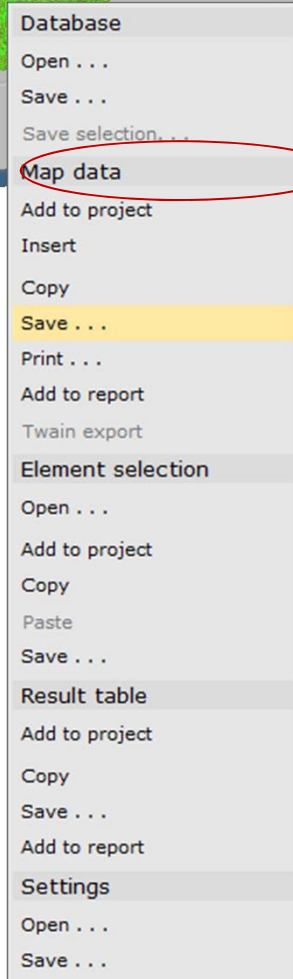 Database
Open . . .
Save . . .
Save selection. . .
Map data
Add to project
Insert
Copy
Save . . .
Print . . .
Add to report
Twain export
Element selection
Open . . .
Add to project
Copy
Paste
Save . . .
Result table
Add to project
Copy
Save . . .
Add to report
Settings
Open . . .
Save . . .